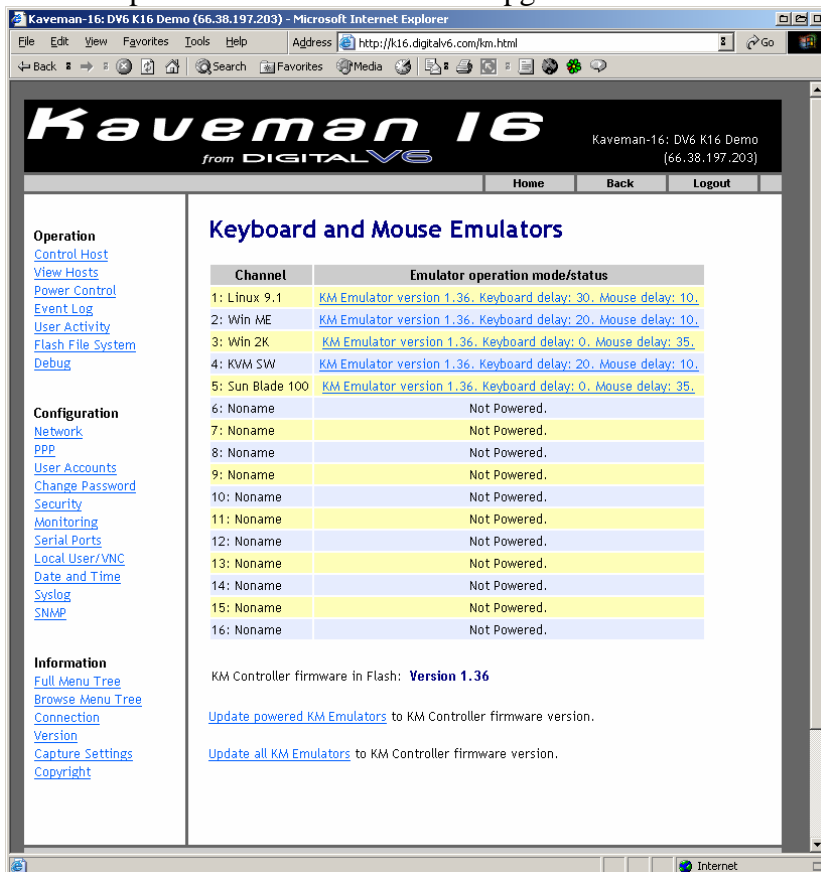 Kaveman-16: DV6 K16 Demo (66.38.197.203) - Microsoft Internet Explorer
File Edit View Favorites Tools Help Address http://k16.digitalv6.com/km.html Go
Back Search Favorites Media
Kaveman 16
from DIGITALV6
Kaveman-16: DV6 K16 Demo
(66.38.197.203)
Home Back Logout
Operation
Control Host
View Hosts
Power Control
Event Log
User Activity
Flash File System
Debug
Configuration
Network
PPP
User Accounts
Change Password
Security
Monitoring
Serial Ports
Local User/VNC
Date and Time
Syslog
SNMP
Information
Full Menu Tree
Browse Menu Tree
Connection
Version
Capture Settings
Copyright
Keyboard and Mouse Emulators
Channel Emulator operation mode/status
1: Linux 9.1 KM Emulator version 1.36. Keyboard delay: 30. Mouse delay: 10.
2: Win ME KM Emulator version 1.36. Keyboard delay: 20. Mouse delay: 10.
3: Win 2K KM Emulator version 1.36. Keyboard delay: 0. Mouse delay: 35.
4: KVM SW KM Emulator version 1.36. Keyboard delay: 20. Mouse delay: 10.
5: Sun Blade 100 KM Emulator version 1.36. Keyboard delay: 0. Mouse delay: 35.
6: Noname Not Powered.
7: Noname Not Powered.
8: Noname Not Powered.
9: Noname Not Powered.
10: Noname Not Powered.
11: Noname Not Powered.
12: Noname Not Powered.
13: Noname Not Powered.
14: Noname Not Powered.
15: Noname Not Powered.
16: Noname Not Powered.
KM Controller firmware in Flash: Version 1.36
Update powered KM Emulators to KM Controller firmware version.
Update all KM Emulators to KM Controller firmware version.
Internet